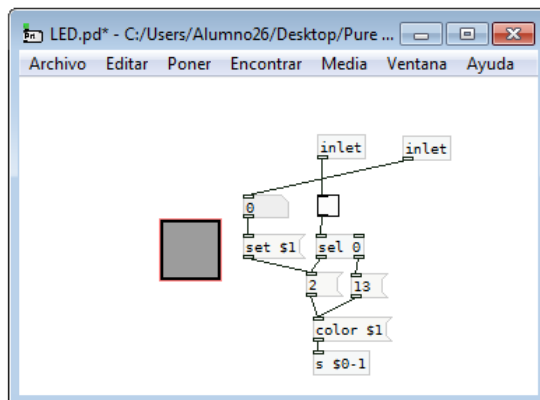 LED.pd* - C:/Users/Alumno26/Desktop/Pure ...
Archivo Editar Poner Encontrar Media Ventana Ayuda
inlet inlet
0
set $1 sel 0
2 13
color $1
s $0-1